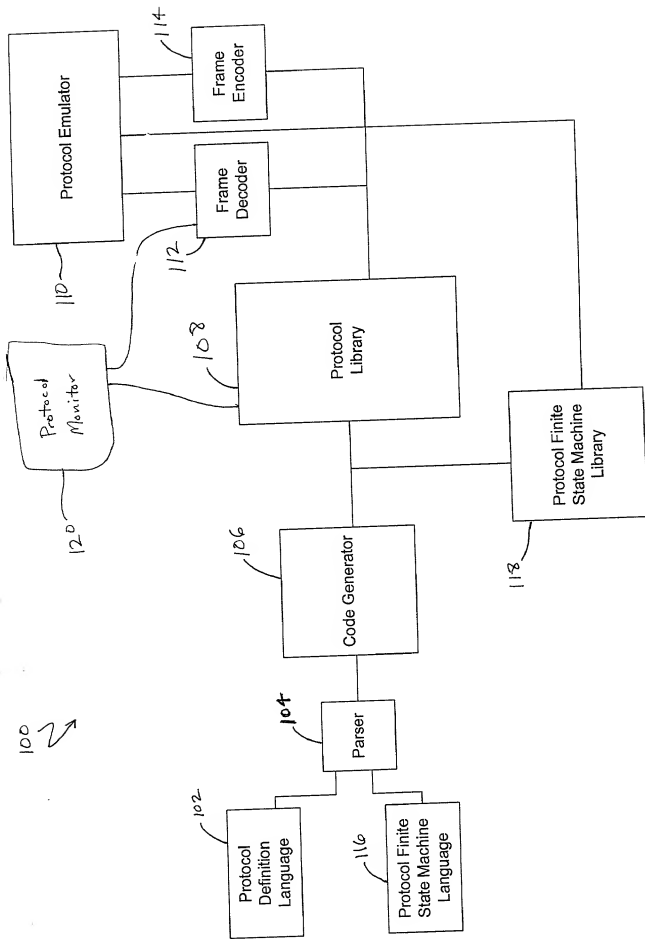 100
Protocol
Definition
Language
102
Protocol Finite
State Machine
Language
116
Parser
104
Code Generator
106
Protocol
Library
108
Protocol Finite
State Machine
Library
118
Protocol
Monitor
120
Protocol Emulator
110
Frame
Decoder
112
Frame
Encoder
114